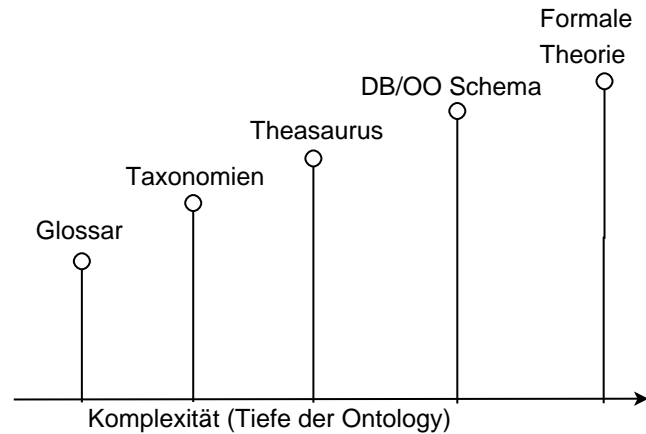 Formale
Theorie
DB/OO Schema
Theasaurus
Taxonomien
Glossar
Komplexität (Tiefe der Ontology)